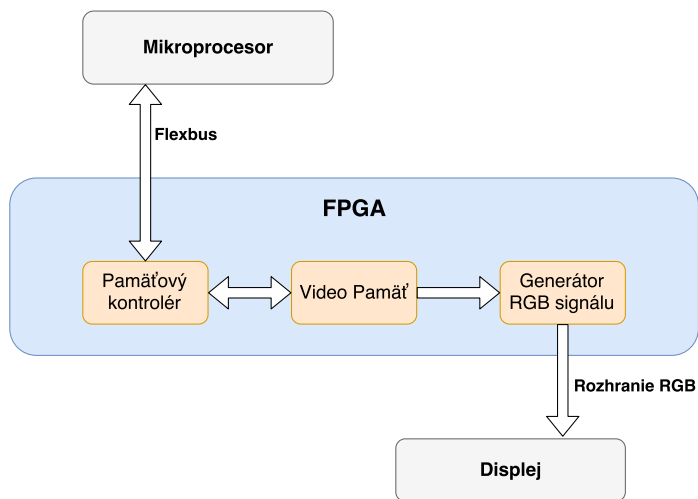 Mikroprocesor
Flexbus
FPGA
Pamäťový
kontrolér
Video Pamäť
Generátor
RGB signálu
Rozhranie RGB
Displej